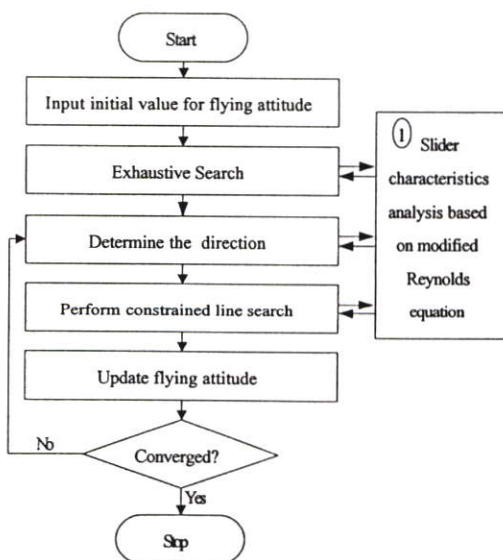 Start
Input initial value for flying attitude
Exhaustive Search
Determine the direction
Perform constrained line search
Update flying attitude
Converged?
No
Yes
Stop
1 Slider
characteristics
analysis based
on modified
Reynolds
equation